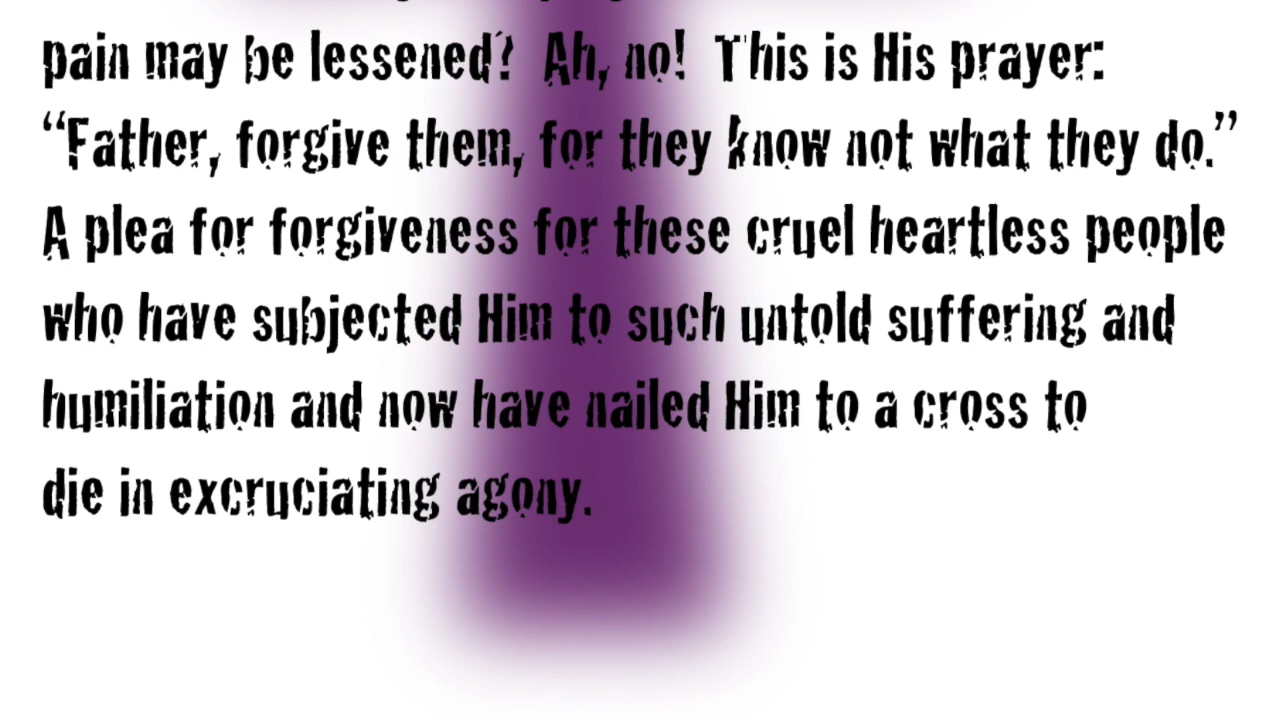 pain may be lessened? Ah, no! This is His prayer:
“Father, forgive them, for they know not what they do.”
A plea for forgiveness for these cruel heartless people
who have subjected Him to such untold suffering and
humiliation and now have nailed Him to a cross to
die in excruciating agony.